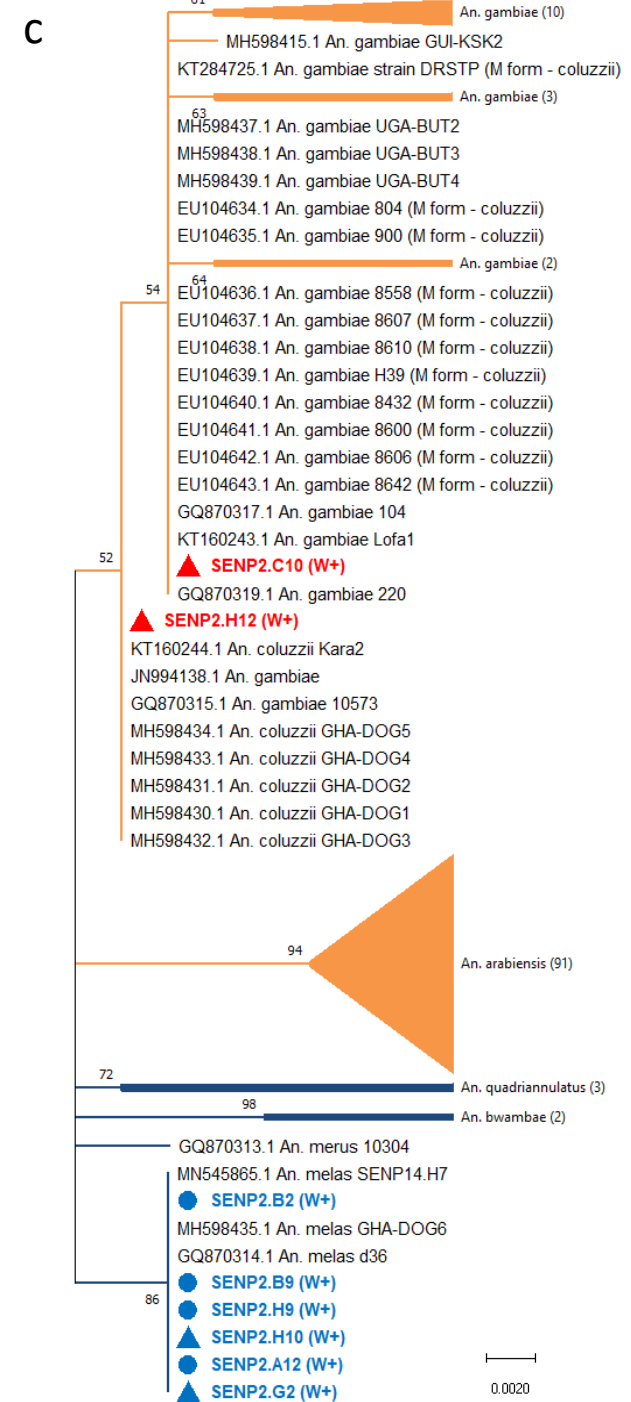 C
61
An. gambiae (10)
MH598415.1 An. gambiae GUI-KSK2
KT284725.1 An. gambiae strain DRSTP (M form - coluzzii)
An. gambiae (3)
63
MH598437.1 An. gambiae UGA-BUT2
MH598438.1 An. gambiae UGA-BUT3
MH598439.1 An. gambiae UGA-BUT4
EU104634.1 An. gambiae 804 (M form - coluzzii)
EU104635.1 An. gambiae 900 (M form - coluzzii)
An. gambiae (2)
64
54
EU104636.1 An. gambiae 8558 (M form - coluzzii)
EU104637.1 An. gambiae 8607 (M form - coluzzii)
EU104638.1 An. gambiae 8610 (M form - coluzzii)
EU104639.1 An. gambiae H39 (M form - coluzzii)
EU104640.1 An. gambiae 8432 (M form - coluzzii)
EU104641.1 An. gambiae 8600 (M form - coluzzii)
EU104642.1 An. gambiae 8606 (M form - coluzzii)
EU104643.1 An. gambiae 8642 (M form - coluzzii)
GQ870317.1 An. gambiae 104
KT160243.1 An. gambiae Lofa1
52
SENP2.C10 (W+)
GQ870319.1 An. gambiae 220
SENP2.H12 (W+)
KT160244.1 An. coluzzii Kara2
JN994138.1 An. gambiae
GQ870315.1 An. gambiae 10573
MH598434.1 An. coluzzii GHA-DOG5
MH598433.1 An. coluzzii GHA-DOG4
MH598431.1 An. coluzzii GHA-DOG2
MH598430.1 An. coluzzii GHA-DOG1
MH598432.1 An. coluzzii GHA-DOG3
94
An. arabiensis (91)
72
An. quadriannulatus (3)
98
An. bwambae (2)
GQ870313.1 An. merus 10304
MN545865.1 An. melas SENP14.H7
SENP2.B2 (W+)
MH598435.1 An. melas GHA-DOG6
GQ870314.1 An. melas d36
SENP2.B9 (W+)
86
SENP2.H9 (W+)
SENP2.H10 (W+)
SENP2.A12 (W+)
SENP2.G2 (W+)
0.0020